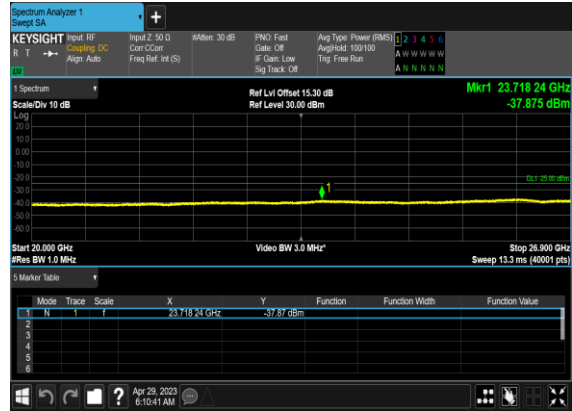 Spectrum Analyzer 1
Swept SA
+
KEYSIGHT Input: RF Input Z: 50 Ω #Atten: 30 dB PNO: Fast Avg Type: Power (RMS) 1 2 3 4 5 6
R T Coupling: DC Corr CCorr Gate: Off Avg|Hold: 100/100 A W W W W W
Align: Auto Freq Ref: Int (S) IF Gain: Low Trig: Free Run
Sig Track: Off A N N N N N
1 Spectrum Ref Lvl Offset 15.30 dB Mkr1 23.718 24 GHz
Scale/Div 10 dB Ref Level 30.00 dBm -37.875 dBm
Log
20.0
10.0
0.00
-10.0
-20.0
DL1 -25.00 dBm
-30.0
1
-40.0
-50.0
-60.0
Start 20.000 GHz Video BW 3.0 MHz* Stop 26.900 GHz
#Res BW 1.0 MHz Sweep 13.3 ms (40001 pts)
5 Marker Table
Mode Trace Scale X Y Function Function Width Function Value
1 N 1 f 23.718 24 GHz -37.87 dBm
2
3
4
5
6
? Apr 29, 2023
6:10:41 AM